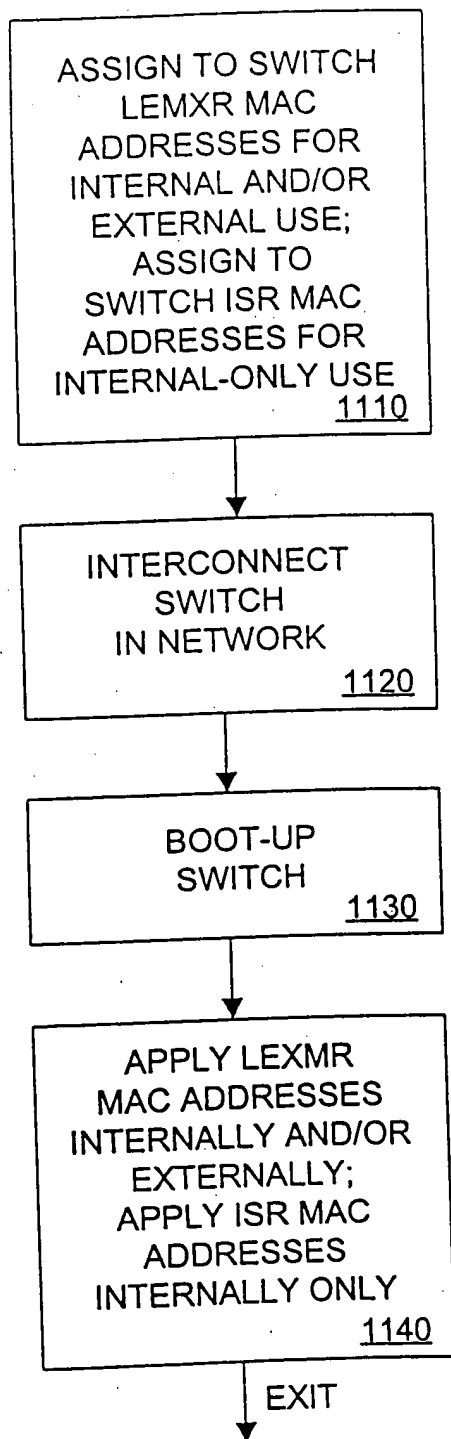 ASSIGN TO SWITCH
LEMXR MAC
ADDRESSES FOR
INTERNAL AND/OR
EXTERNAL USE;
ASSIGN TO
SWITCH ISR MAC
ADDRESSES FOR
INTERNAL-ONLY USE
1110
INTERCONNECT
SWITCH
IN NETWORK
1120
BOOT-UP
SWITCH
1130
APPLY LEXMR
MAC ADDRESSES
INTERNALLY AND/OR
EXTERNALLY;
APPLY ISR MAC
ADDRESSES
INTERNALLY ONLY
1140
EXIT